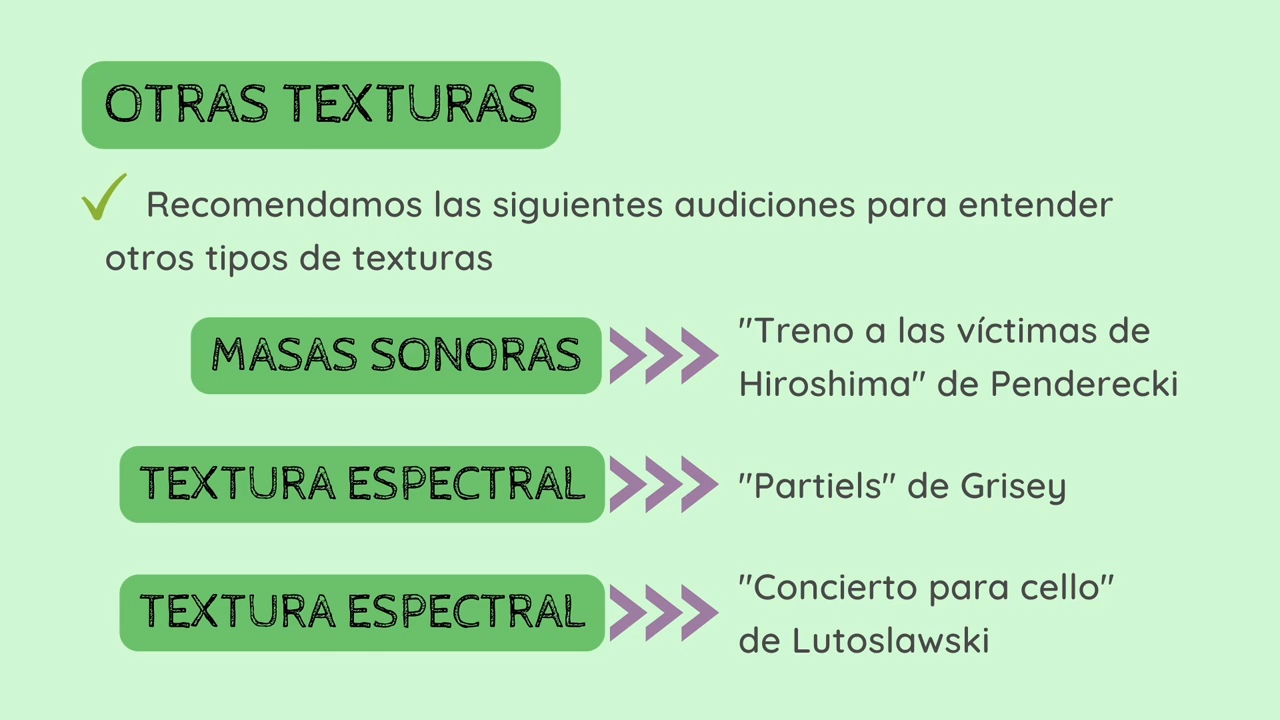 OTRAS TEXTURAS
Recomendamos las siguientes audiciones para entender
otros tipos de texturas
MASAS SONORAS
"Treno a las víctimas de
Hiroshima" de Penderecki
TEXTURA ESPECTRAL
"Partiels" de Grisey
TEXTURA ESPECTRAL
"Concierto para cello"
de Lutoslawski